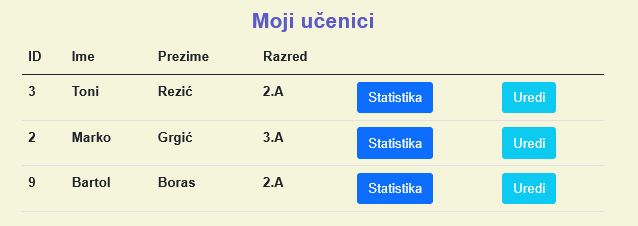 Moji učenici
ID Ime Prezime Razred
3 Toni Rezić 2.A Statistika Uredi
2 Marko Grgić 3.A Statistika Uredi
9 Bartol Boras 2.A Statistika Uredi